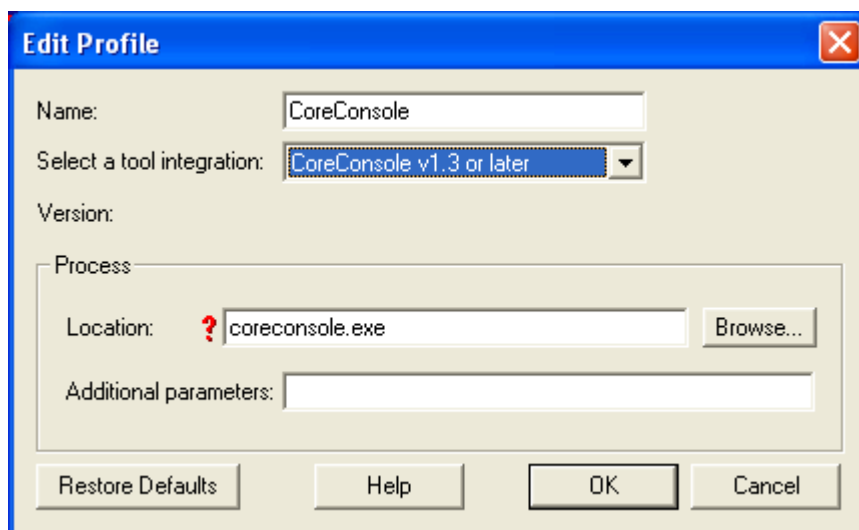 Edit Profile
Name: CoreConsole
Select a tool integration: CoreConsole v1.3 or later
Version:
Process
Location: ? coreconsole.exe Browse...
Additional parameters:
Restore Defaults Help OK Cancel